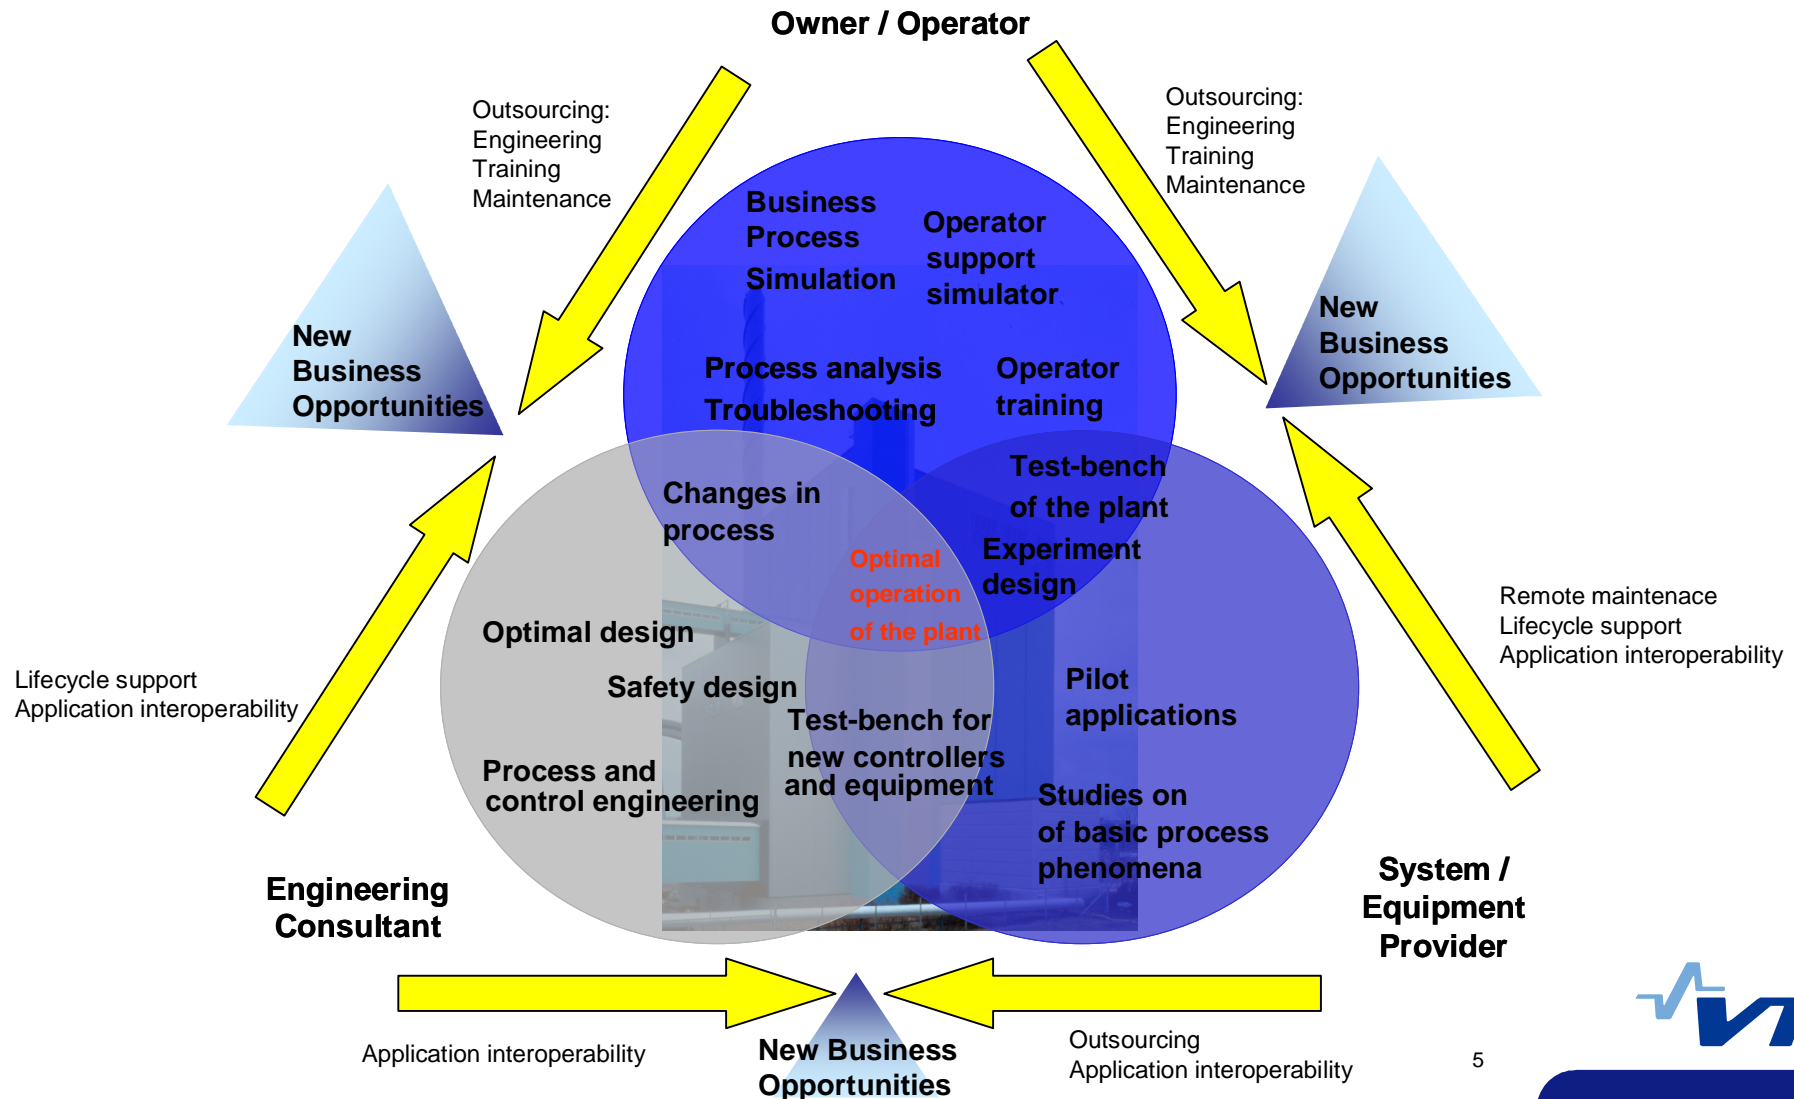 Owner / Operator
Outsourcing:
Engineering
Training
Maintenance
Outsourcing:
Engineering
Training
Maintenance
Business
Process
Simulation
Operator
support
simulator
New
Business
Opportunities
New
Business
Opportunities
Process analysis
Troubleshooting
Operator
training
Changes in
process
Test-bench
of the plant
Experiment
design
Optimal
operation
of the plant
Optimal design
Safety design
Process and
control engineering
Test-bench for
new controllers
and equipment
Pilot
applications
Studies on
of basic process
phenomena
Lifecycle support
Application interoperability
Remote maintenace
Lifecycle support
Application interoperability
Engineering
Consultant
System /
Equipment
Provider
Application interoperability
New Business
Opportunities
Outsourcing
Application interoperability
5